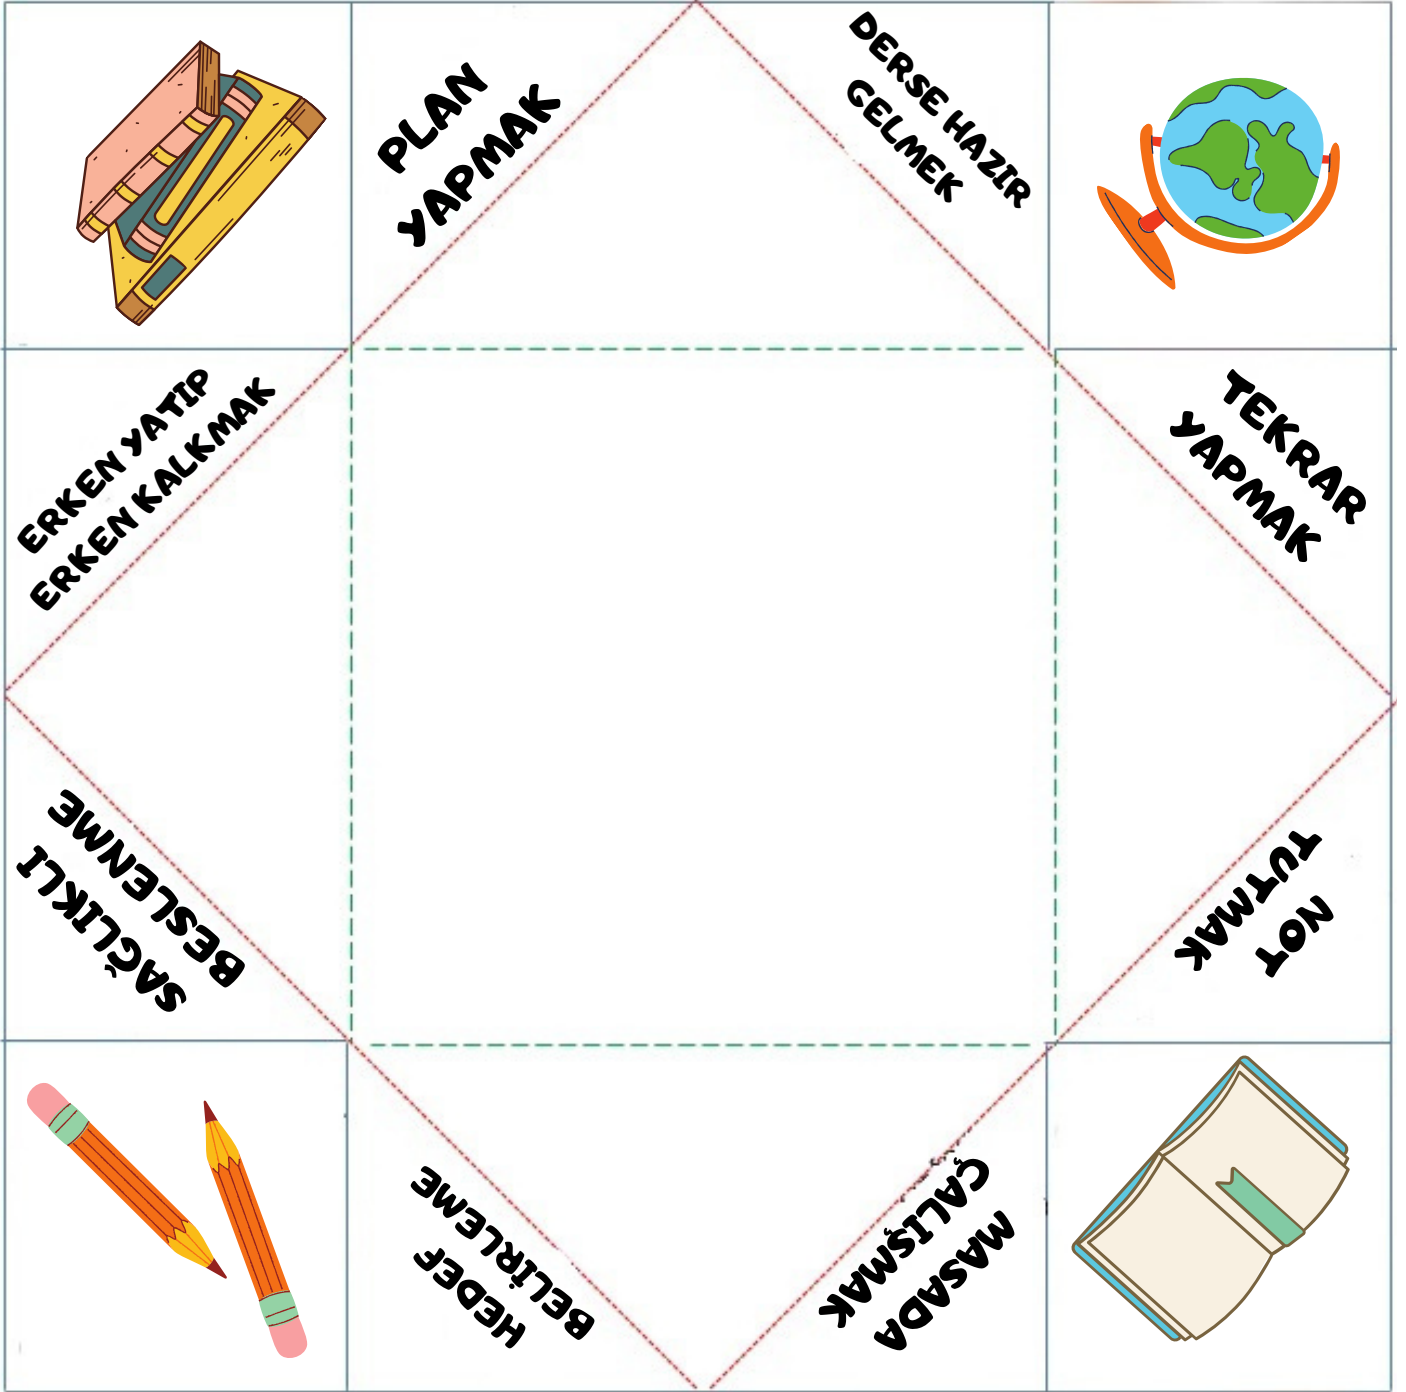 PLAN
YAPMAK
DERSE HAZIR
GELMEK
ERKEN YATIP
ERKEN KALKMAK
TEKRAR
YAPMAK
SAĞLIKLI
BESLENME
NOT
TUTMAK
HEDEF
BELİRLEME
MASADA
ÇALIŞMAK